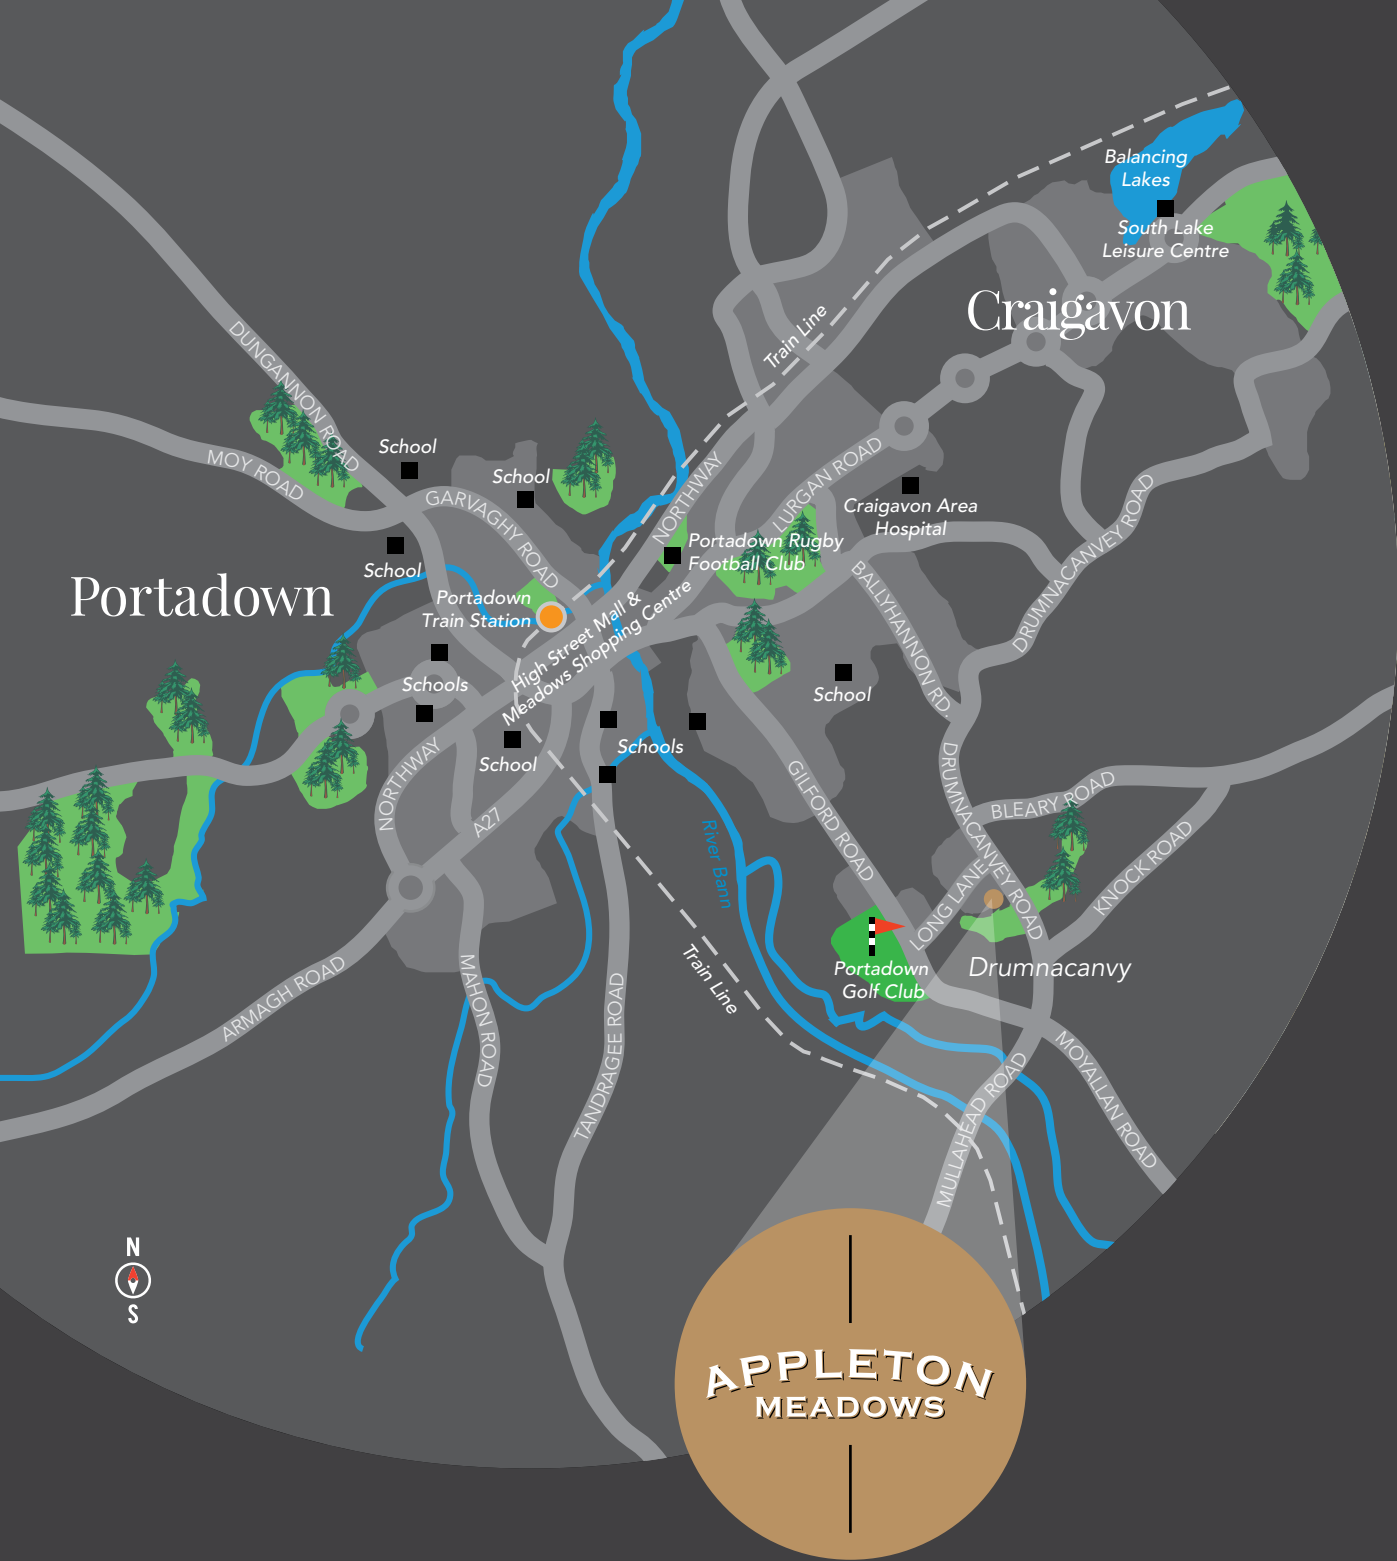 Balancing
Lakes
South Lake
Leisure Centre
Craigavon
Train Line
DUNGANNON ROAD
MOY ROAD
School
School
GARVAGHY ROAD
NORTHWAY
LURGAN ROAD
Craigavon Area
Hospital
DRUMNACANVEY ROAD
Portadown Rugby
Football Club
School
Portadown
Portadown
Train Station
High Street Mall &
Meadows Shopping Centre
BALLYHANNON RD.
Schools
School
Schools
School
NORTHWAY
A27
GILFORD ROAD
DRUMNACANVEY ROAD
BLEARY ROAD
KNOCK ROAD
River Bann
LONG LANE
Portadown
Golf Club
Drumnacanvy
Train Line
ARMAGH ROAD
MAHON ROAD
TANDRAGEE ROAD
MOYALLAN ROAD
MULLAHEAD ROAD
N
S
APPLETON
MEADOWS